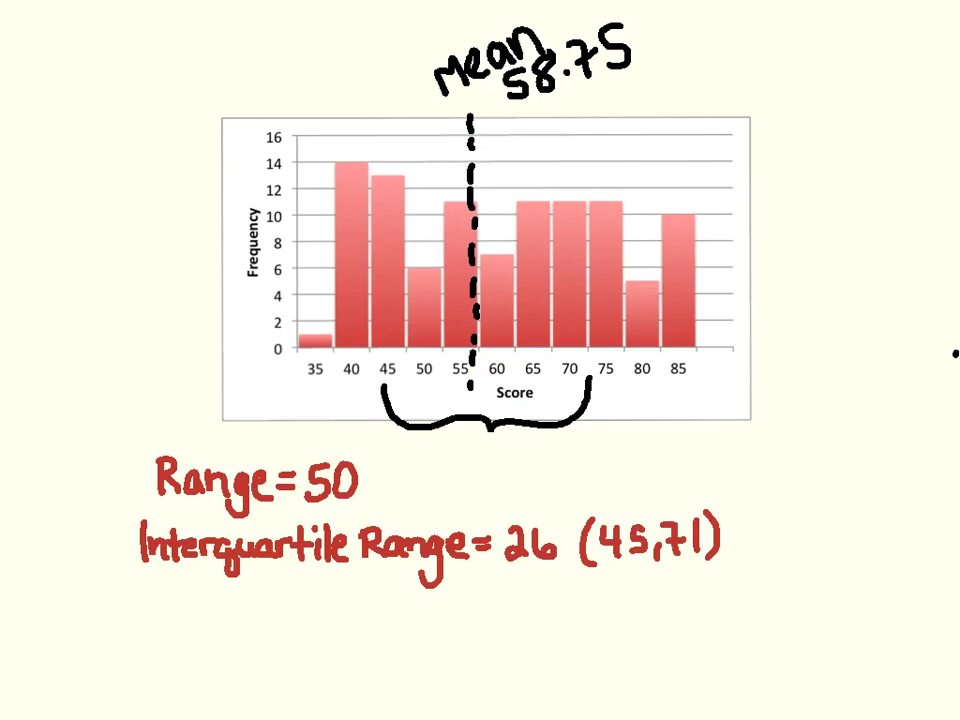 Mean
58.75
16
14
12
10
8
6
4
2
0
Frequency
35 40 45 50 55 60 65 70 75 80 85
Score
Range = 50
Interquartile Range = 26 (45,71)